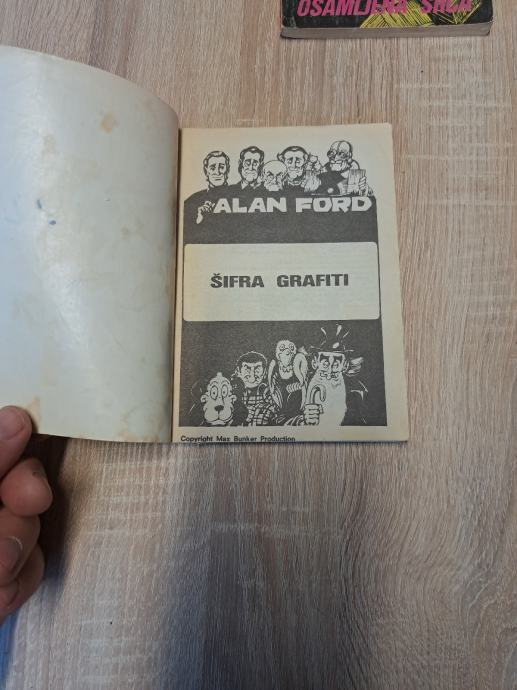 OSAMLJENA SRCA
ALAN FORD
ŠIFRA GRAFITI
Copyright Max Bunker Production